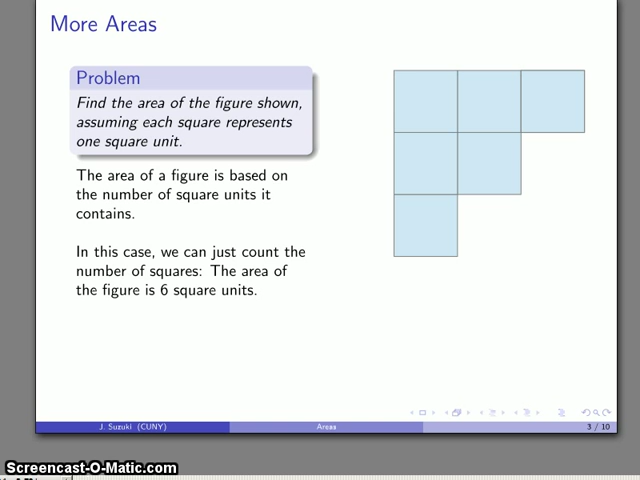 More Areas
Problem
Find the area of the figure shown,
assuming each square represents
one square unit.
The area of a figure is based on
the number of square units it
contains.
In this case, we can just count the
number of squares: The area of
the figure is 6 square units.
J. Suzuki (CUNY)
Areas
3 / 10
Screencast-O-Matic.com